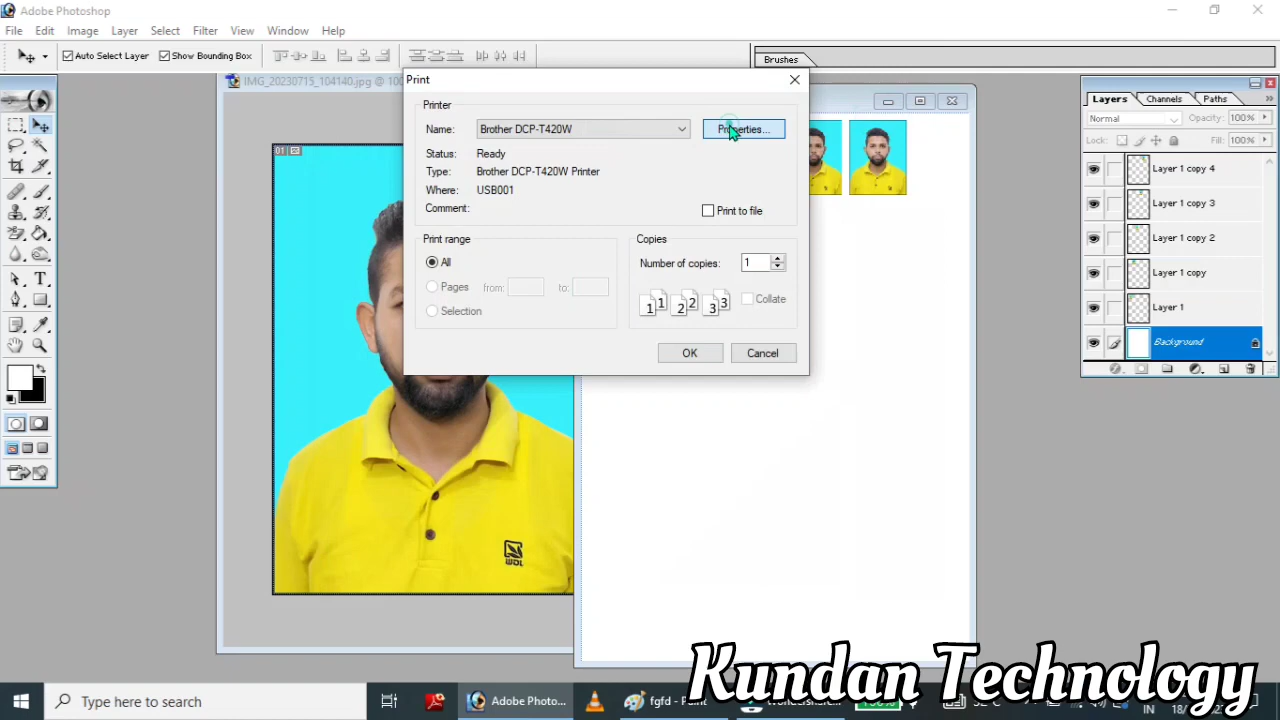 Adobe Photoshop
File Edit Image Layer Select Filter View Window Help
Auto Select Layer Show Bounding Box
Brushes
IMG_20230715_104140.jpg @ 100
Print
Printer
Name: Brother DCP-T420W Properties...
Status: Ready
Type: Brother DCP-T420W Printer
Where: USB001
Comment:
Print to file
Print range
All
Pages from: to:
Selection
Copies
Number of copies: 1
1 1 2 2 3 3 Collate
OK Cancel
Layers Channels Paths
Normal Opacity: 100%
Lock: Fill: 100%
Layer 1 copy 4
Layer 1 copy 3
Layer 1 copy 2
Layer 1 copy
Layer 1
Background
01
WDL
Kundan Technology
Type here to search
Adobe Photo...
fgfd - Paint
100%
IN